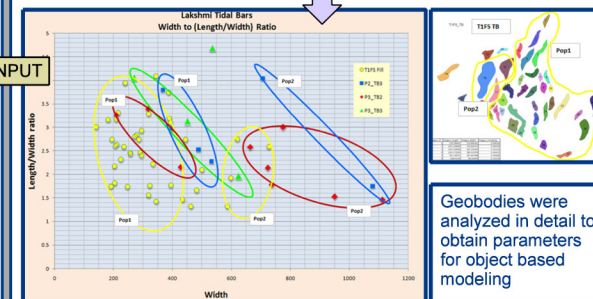 Lakshmi Tidal Bars
Width to (Length/Width) Ratio
NPUT
Length/Width ratio
5
4
3.5
3
2.5
2
1.5
1
0.5
0
0
200
400
600
800
1000
1200
Width
Pop1
Pop1
Pop2
Pop1
Pop2
Pop2
T1F5 Fill
P2_TB3
P3_TB2
P3_TB3
T1F5 TB
Pop1
Pop2
Geobodies were
analyzed in detail to
obtain parameters
for object based
modeling